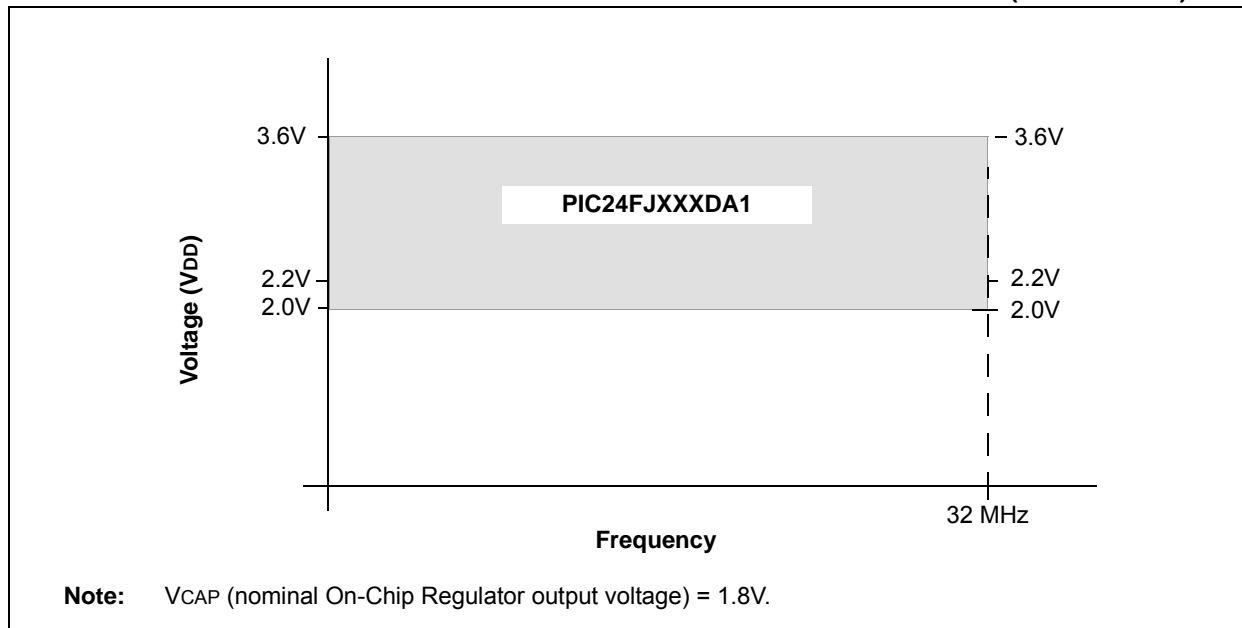 3.6V
3.6V
PIC24FJXXXDA1
Voltage (VDD)
2.2V
2.2V
2.0V
2.0V
32 MHz
Frequency
Note: VCAP (nominal On-Chip Regulator output voltage) = 1.8V.